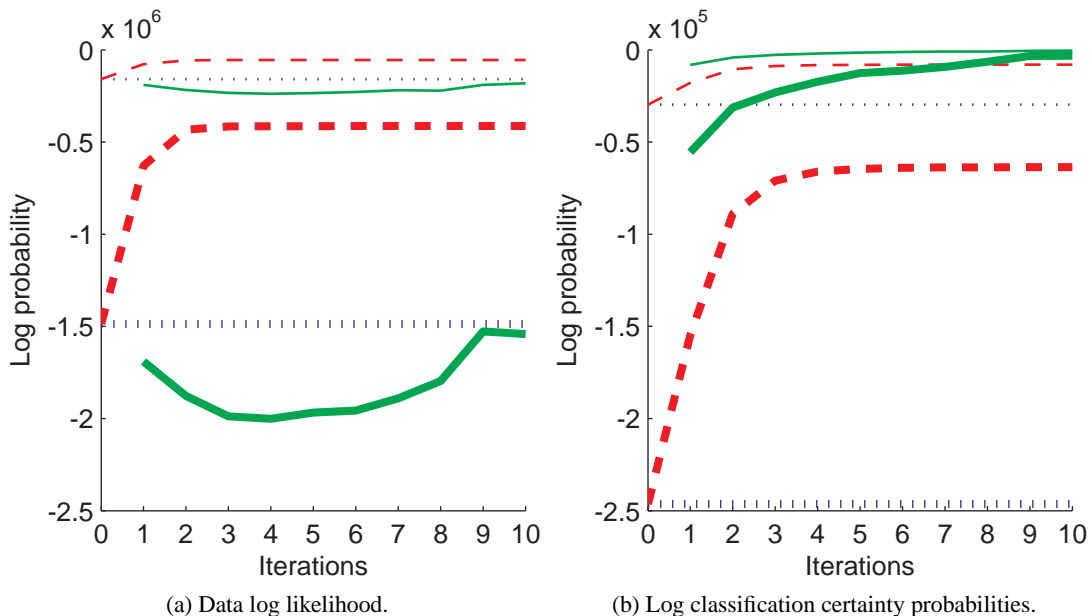 x 10^6
0
-0.5
-1
-1.5
-2
-2.5
Log probability
0 1 2 3 4 5 6 7 8 9 10
Iterations
(a) Data log likelihood.
x 10^5
0
-0.5
-1
-1.5
-2
-2.5
Log probability
0 1 2 3 4 5 6 7 8 9 10
Iterations
(b) Log classification certainty probabilities.